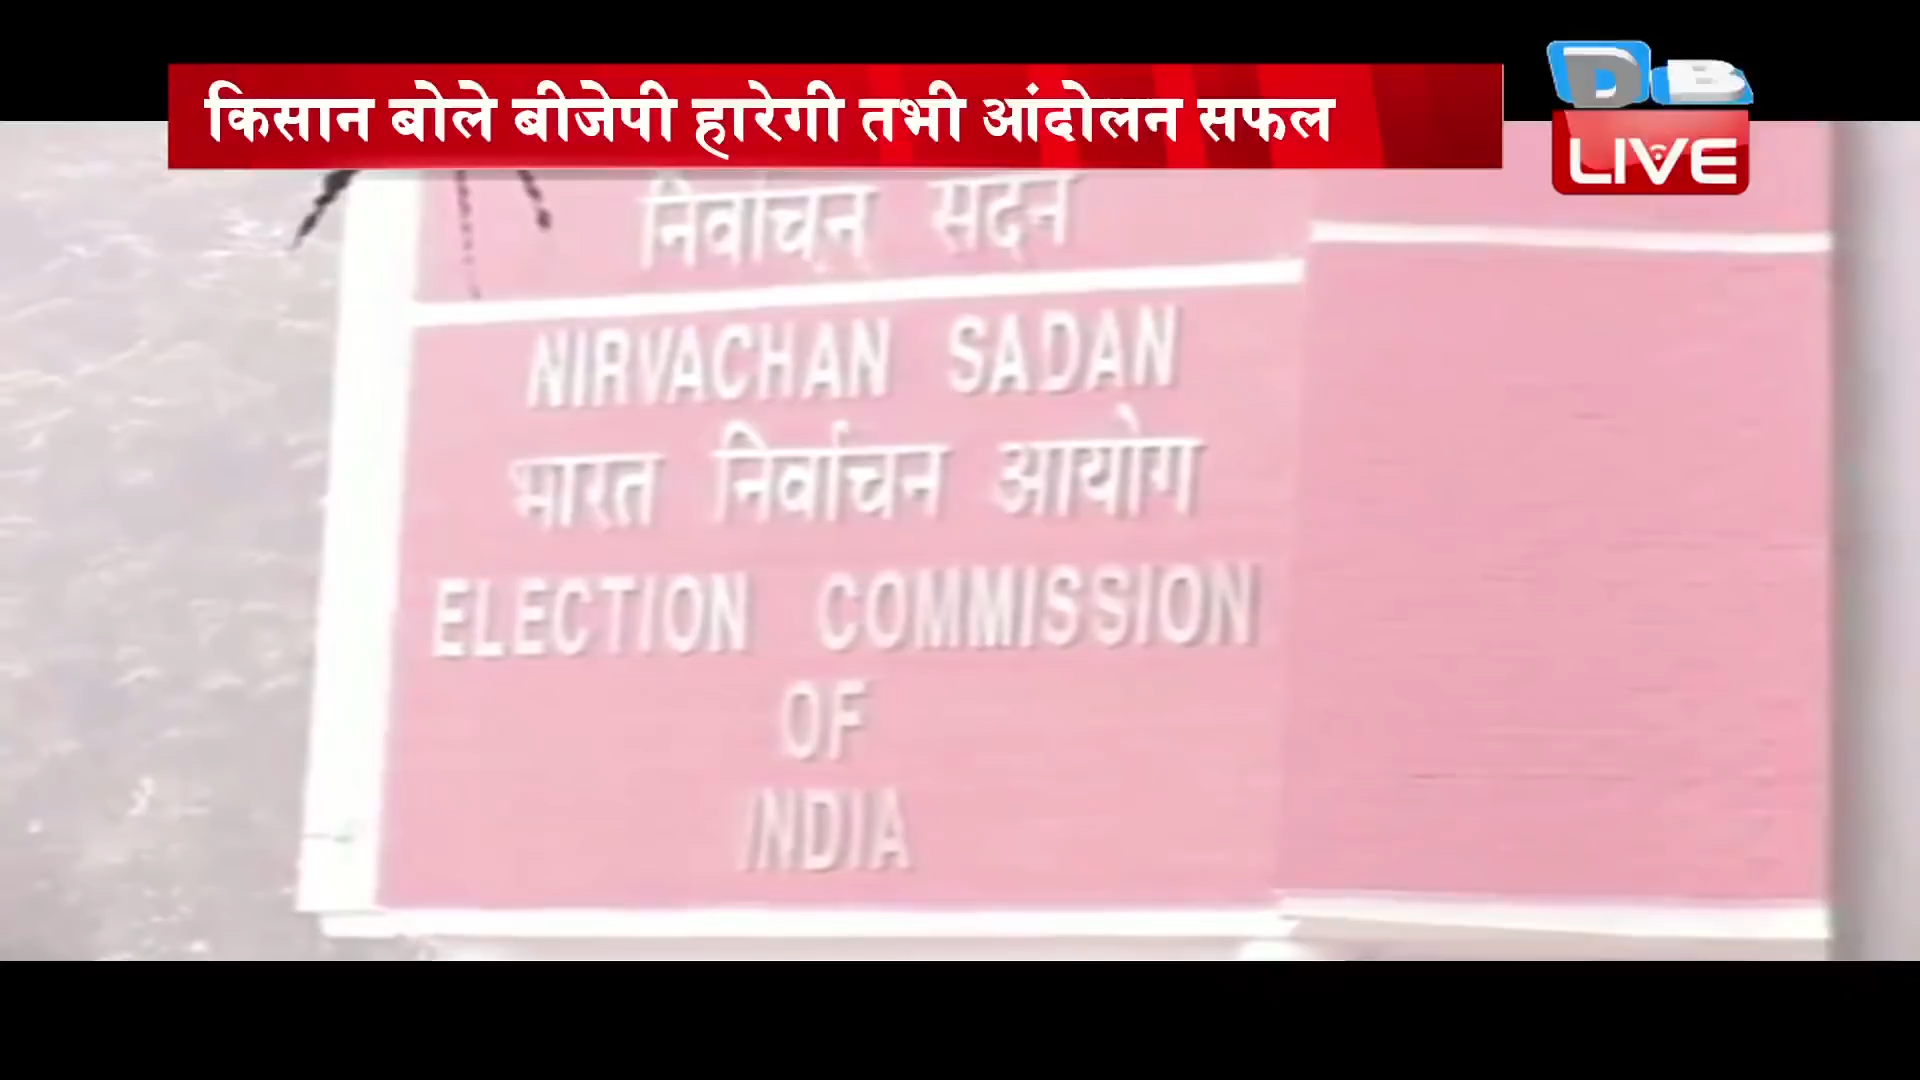 किसान बोले बीजेपी हारेगी तभी आंदोलन सफल
DB
LIVE
निर्वाचन सदन
NIRVACHAN SADAN
भारत निर्वाचन आयोग
ELECTION COMMISSION
OF
INDIA